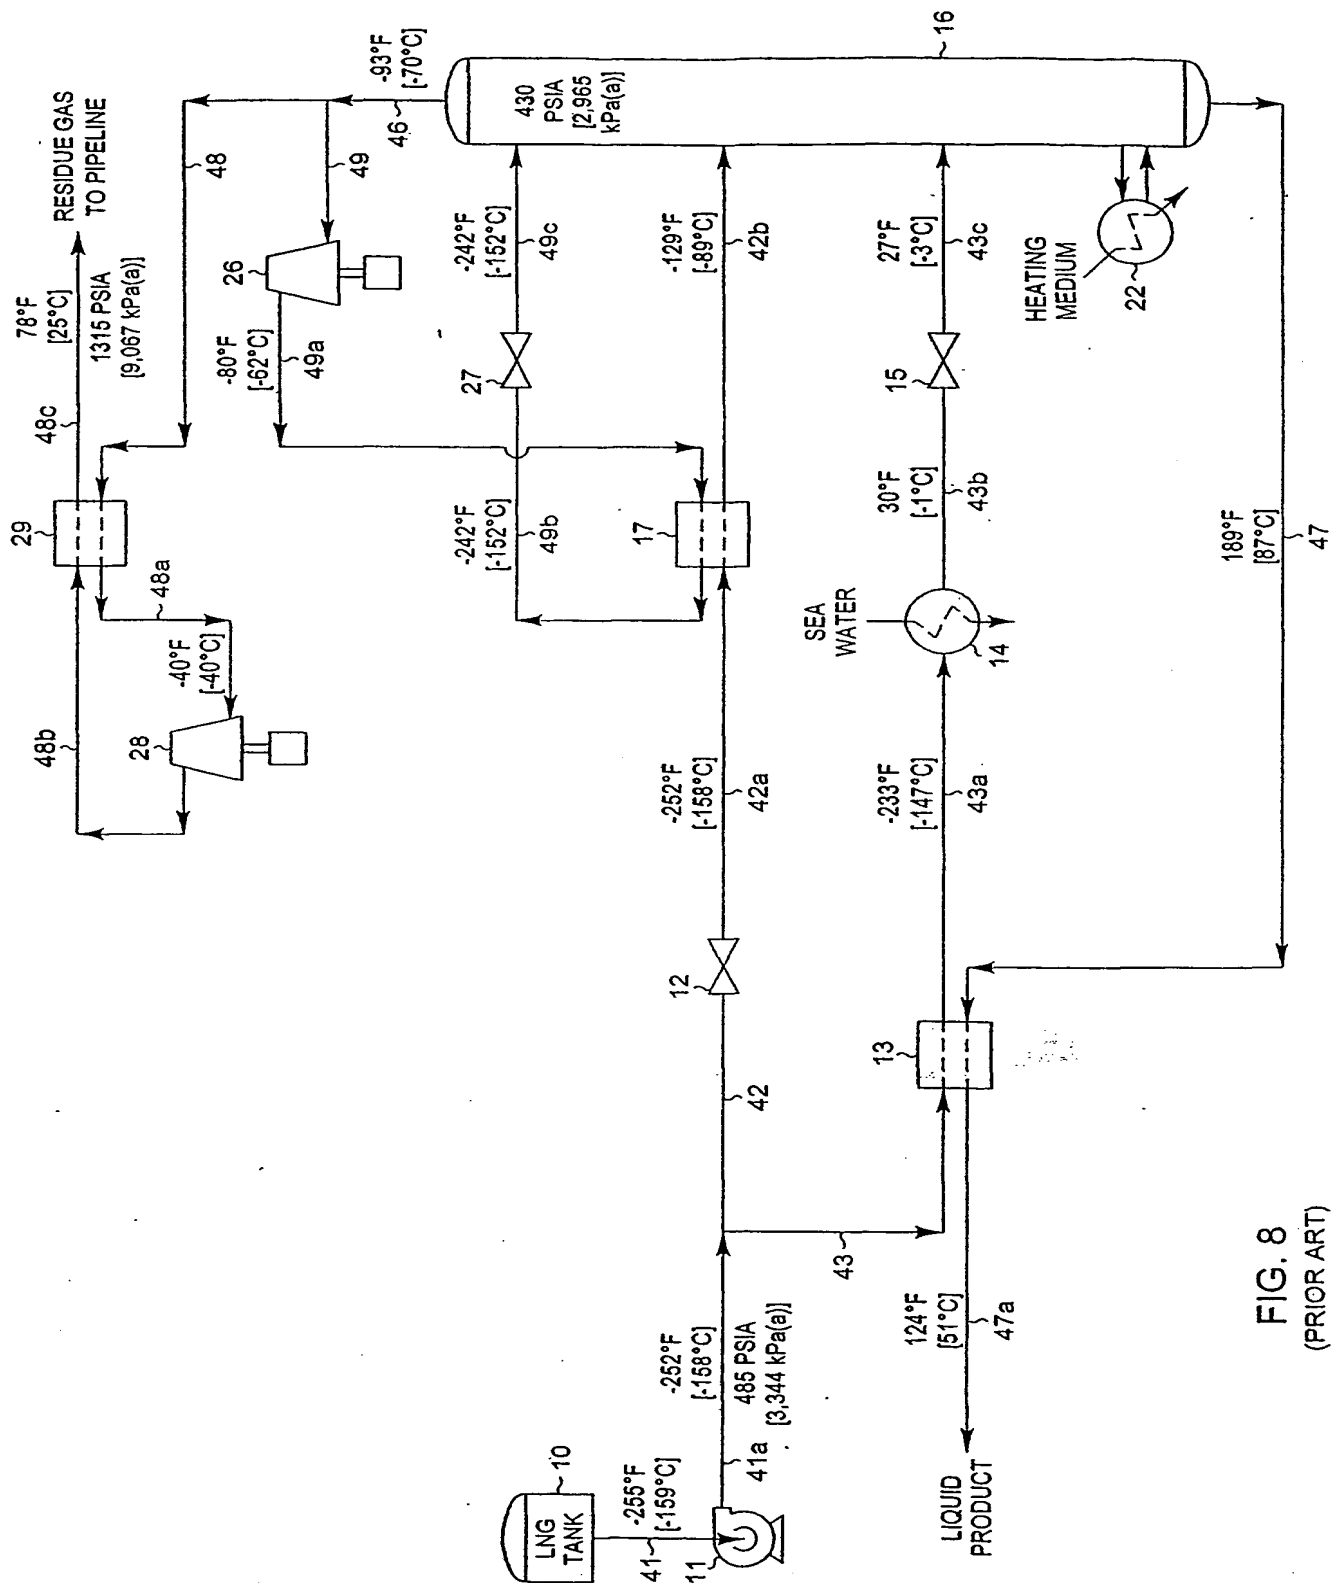 RESIDUE GAS
TO PIPELINE
78°F
[25°C]
1315 PSIA
[9,067 kPa(a)]
48c
29
48b
48a
-40°F
[-40°C]
28
48
49
46
-93°F
[-70°C]
26
-80°F
[-62°C]
49a
16
430
PSIA
[2,965
kPa(a)]
-242°F
[-152°C]
49b
27
-242°F
[-152°C]
49c
17
-129°F
[-89°C]
42b
-252°F
[-158°C]
42a
12
42
30°F
[-1°C]
43b
15
27°F
[-3°C]
43c
SEA
WATER
14
-233°F
[-147°C]
43a
13
43
HEATING
MEDIUM
22
189°F
[87°C]
47
124°F
[51°C]
47a
LIQUID
PRODUCT
LNG
TANK
10
-255°F
[-159°C]
41
11
-252°F
[-158°C]
485 PSIA
[3,344 kPa(a)]
41a
FIG. 8
(PRIOR ART)